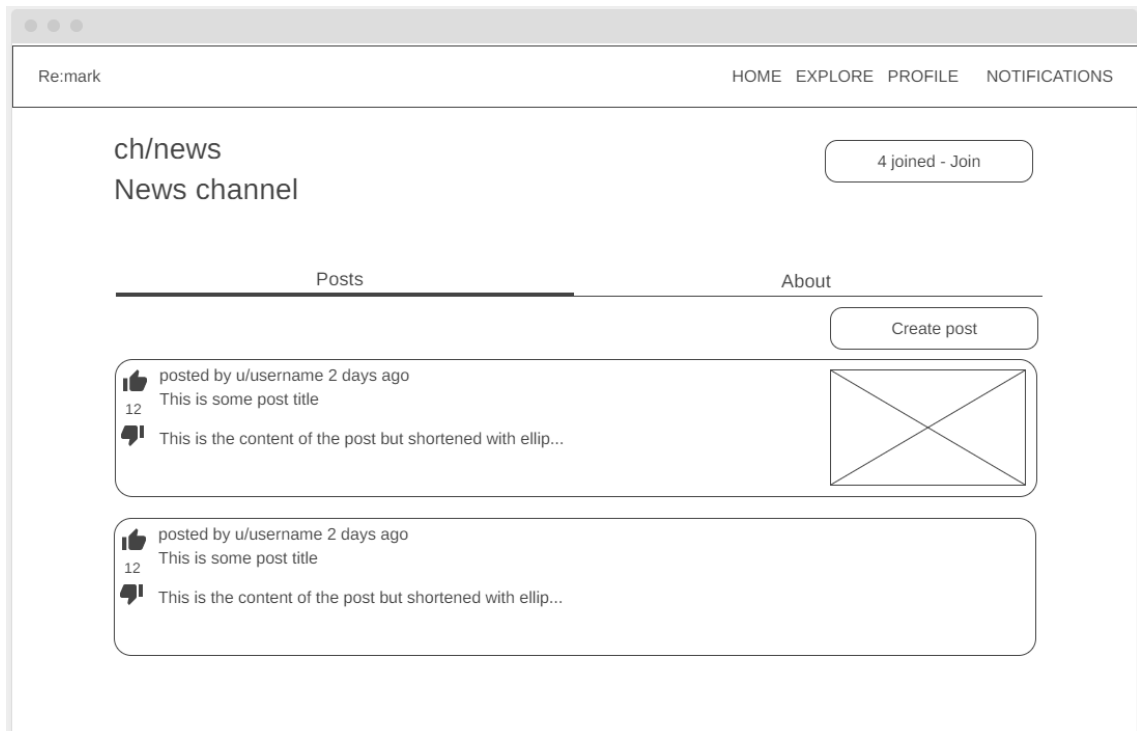 Re:mark HOME EXPLORE PROFILE NOTIFICATIONS
ch/news
4 joined - Join
News channel
Posts About
Create post
posted by u/username 2 days ago
This is some post title
12
This is the content of the post but shortened with ellip...
posted by u/username 2 days ago
This is some post title
12
This is the content of the post but shortened with ellip...